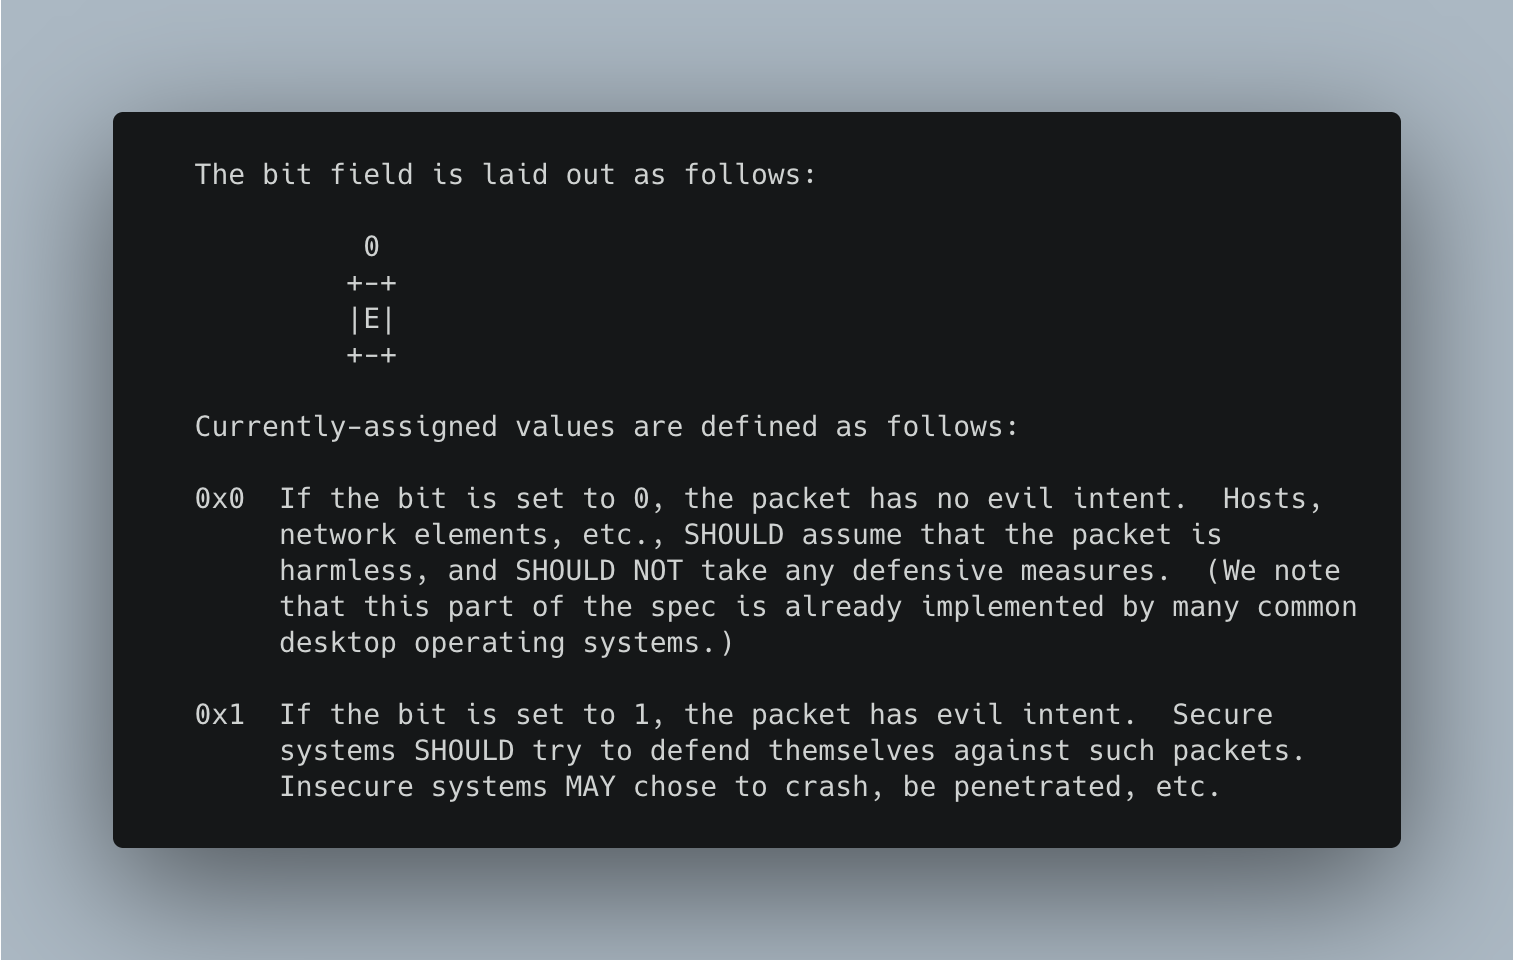 The bit field is laid out as follows:
0
+-+
|E|
+-+
Currently-assigned values are defined as follows:
0x0  If the bit is set to 0, the packet has no evil intent.  Hosts,
network elements, etc., SHOULD assume that the packet is
harmless, and SHOULD NOT take any defensive measures.  (We note
that this part of the spec is already implemented by many common
desktop operating systems.)
0x1  If the bit is set to 1, the packet has evil intent.  Secure
systems SHOULD try to defend themselves against such packets.
Insecure systems MAY chose to crash, be penetrated, etc.